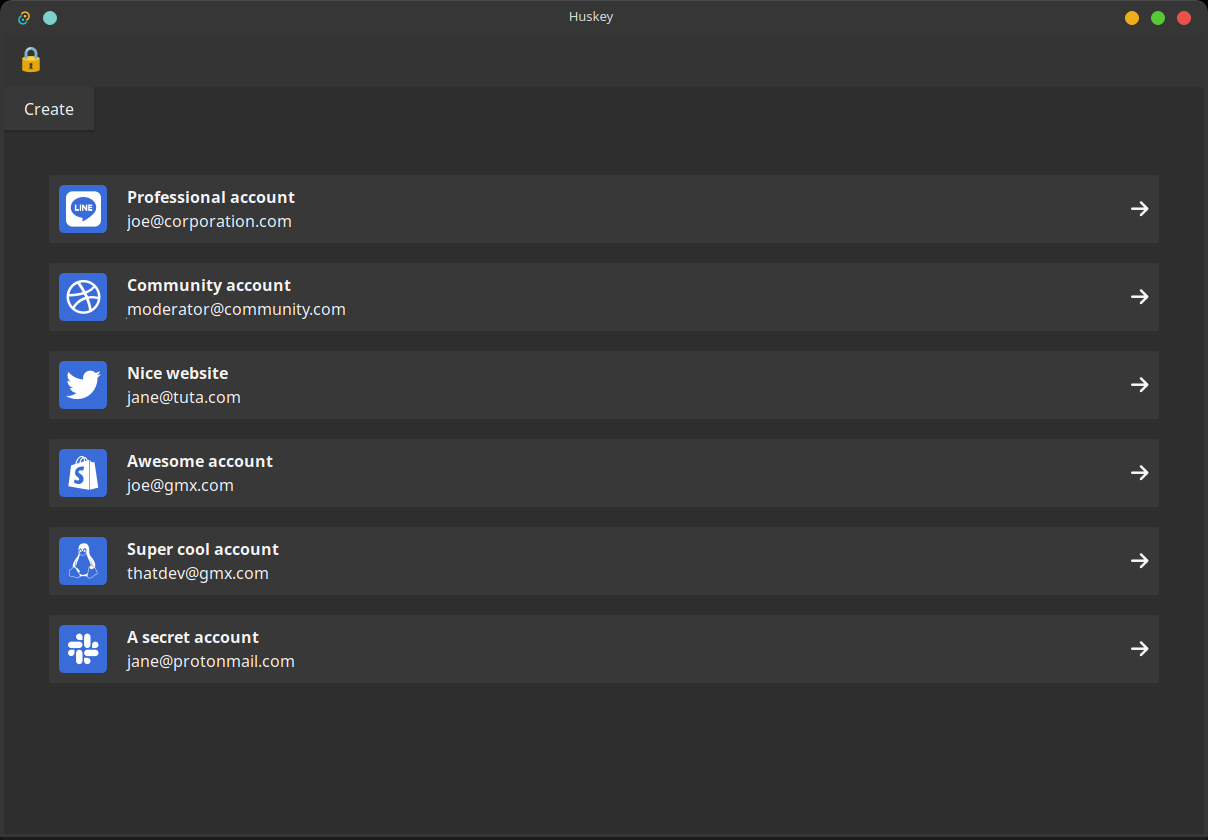 Huskey
Create
LINE
Professional account
joe@corporation.com
Community account
moderator@community.com
Nice website
jane@tuta.com
S
Awesome account
joe@gmx.com
Super cool account
thatdev@gmx.com
A secret account
jane@protonmail.com